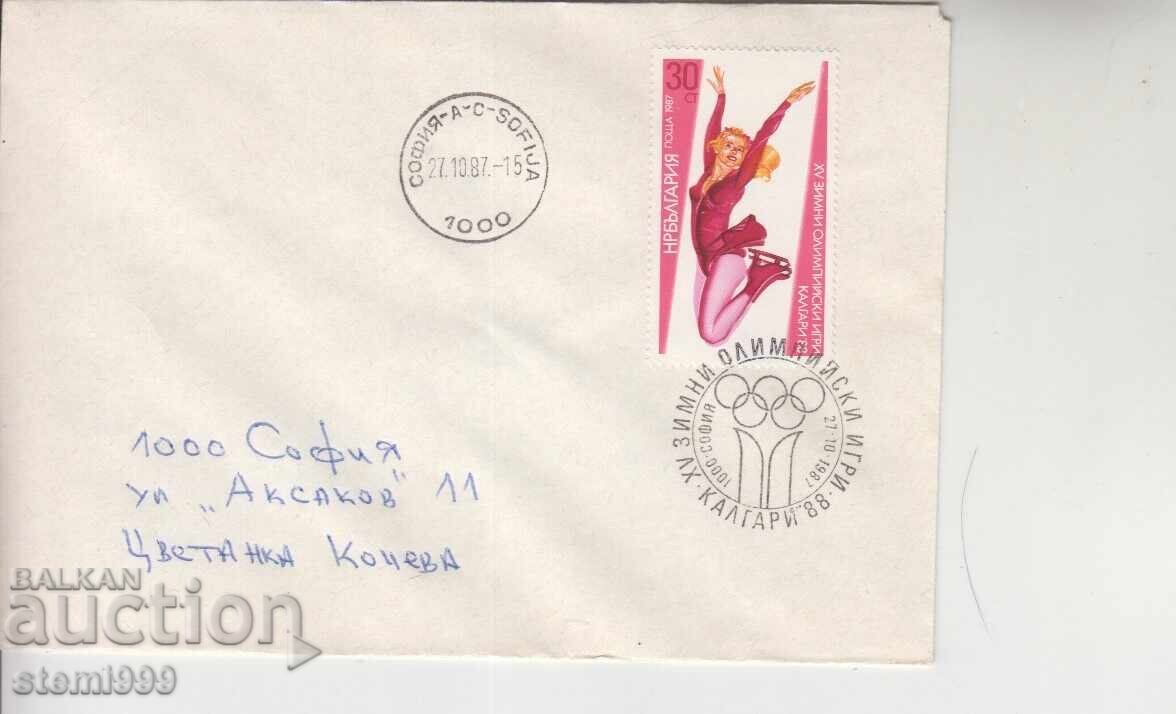 СОФИЯ-А-С-SOFIJA
27.10.87.-15
1000
30
СТ
НРБЪЛГАРИЯ ПОЩА 1987
XV ЗИМНИ ОЛИМПИЙСКИ ИГРИ
КАЛГАРИ'88
XV ЗИМНИ ОЛИМПИЙСКИ ИГРИ · КАЛГАРИ'88 ·
1000 · СОФИЯ
27 · 10 · 1987
1000 София
ул „Аксаков" 11
Цветанка Кочева
BALKAN
auction
stemi999